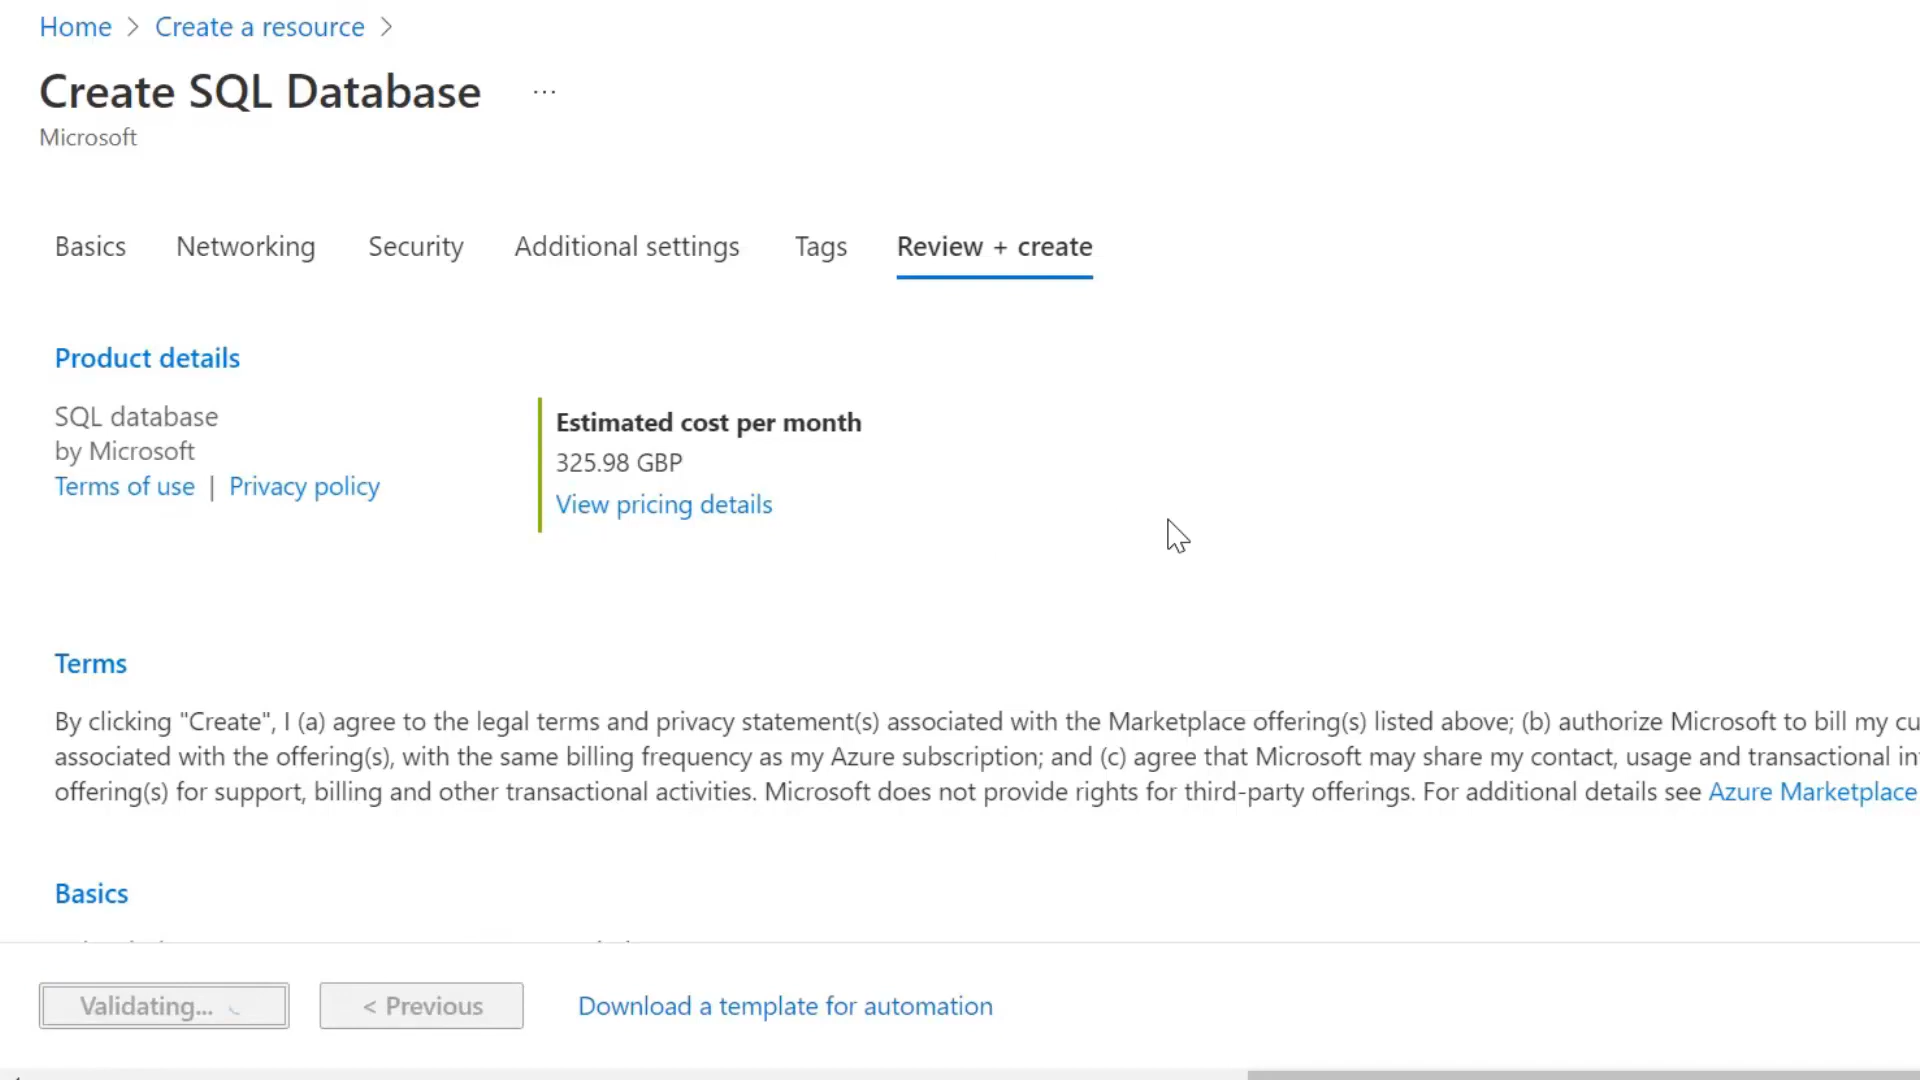 Home > Create a resource >
Create SQL Database ...
Microsoft
Basics Networking Security Additional settings Tags Review + create
Product details
SQL database
by Microsoft
Terms of use | Privacy policy
Estimated cost per month
325.98 GBP
View pricing details
Terms
By clicking "Create", I (a) agree to the legal terms and privacy statement(s) associated with the Marketplace offering(s) listed above; (b) authorize Microsoft to bill my
associated with the offering(s), with the same billing frequency as my Azure subscription; and (c) agree that Microsoft may share my contact, usage and transactional
offering(s) for support, billing and other transactional activities. Microsoft does not provide rights for third-party offerings. For additional details see Azure Marketplace
Basics
Validating... < Previous Download a template for automation